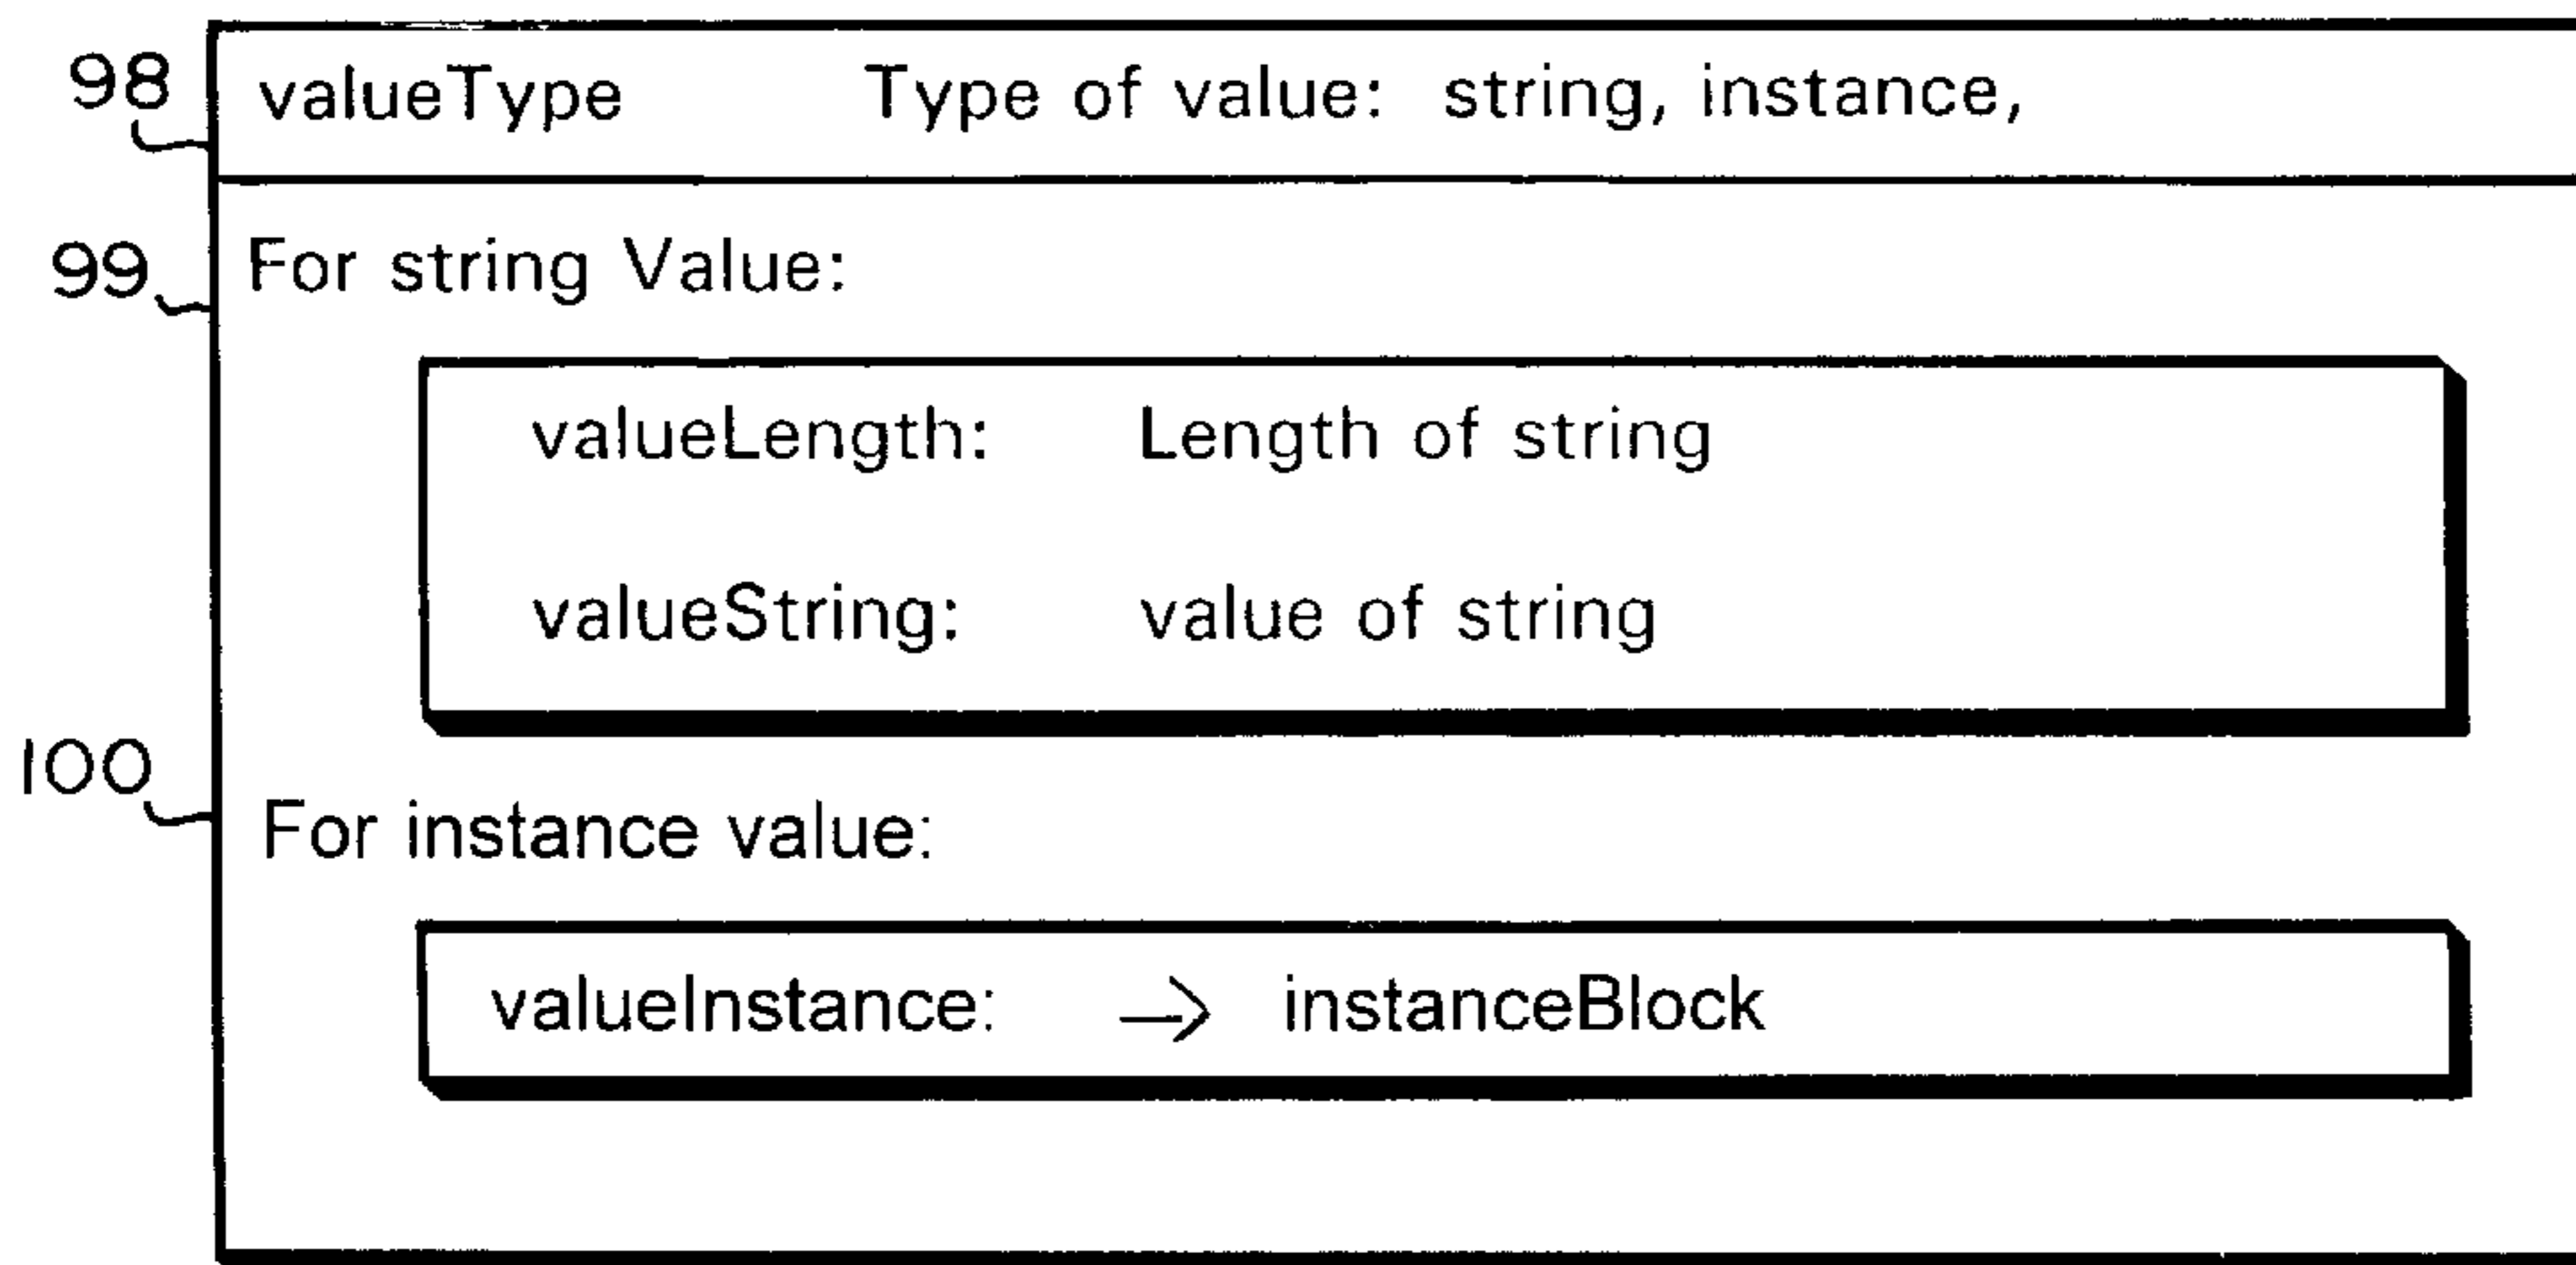 98 valueType Type of value: string, instance,
99 For string Value:
valueLength: Length of string
valueString: value of string
100 For instance value:
valueInstance: → instanceBlock